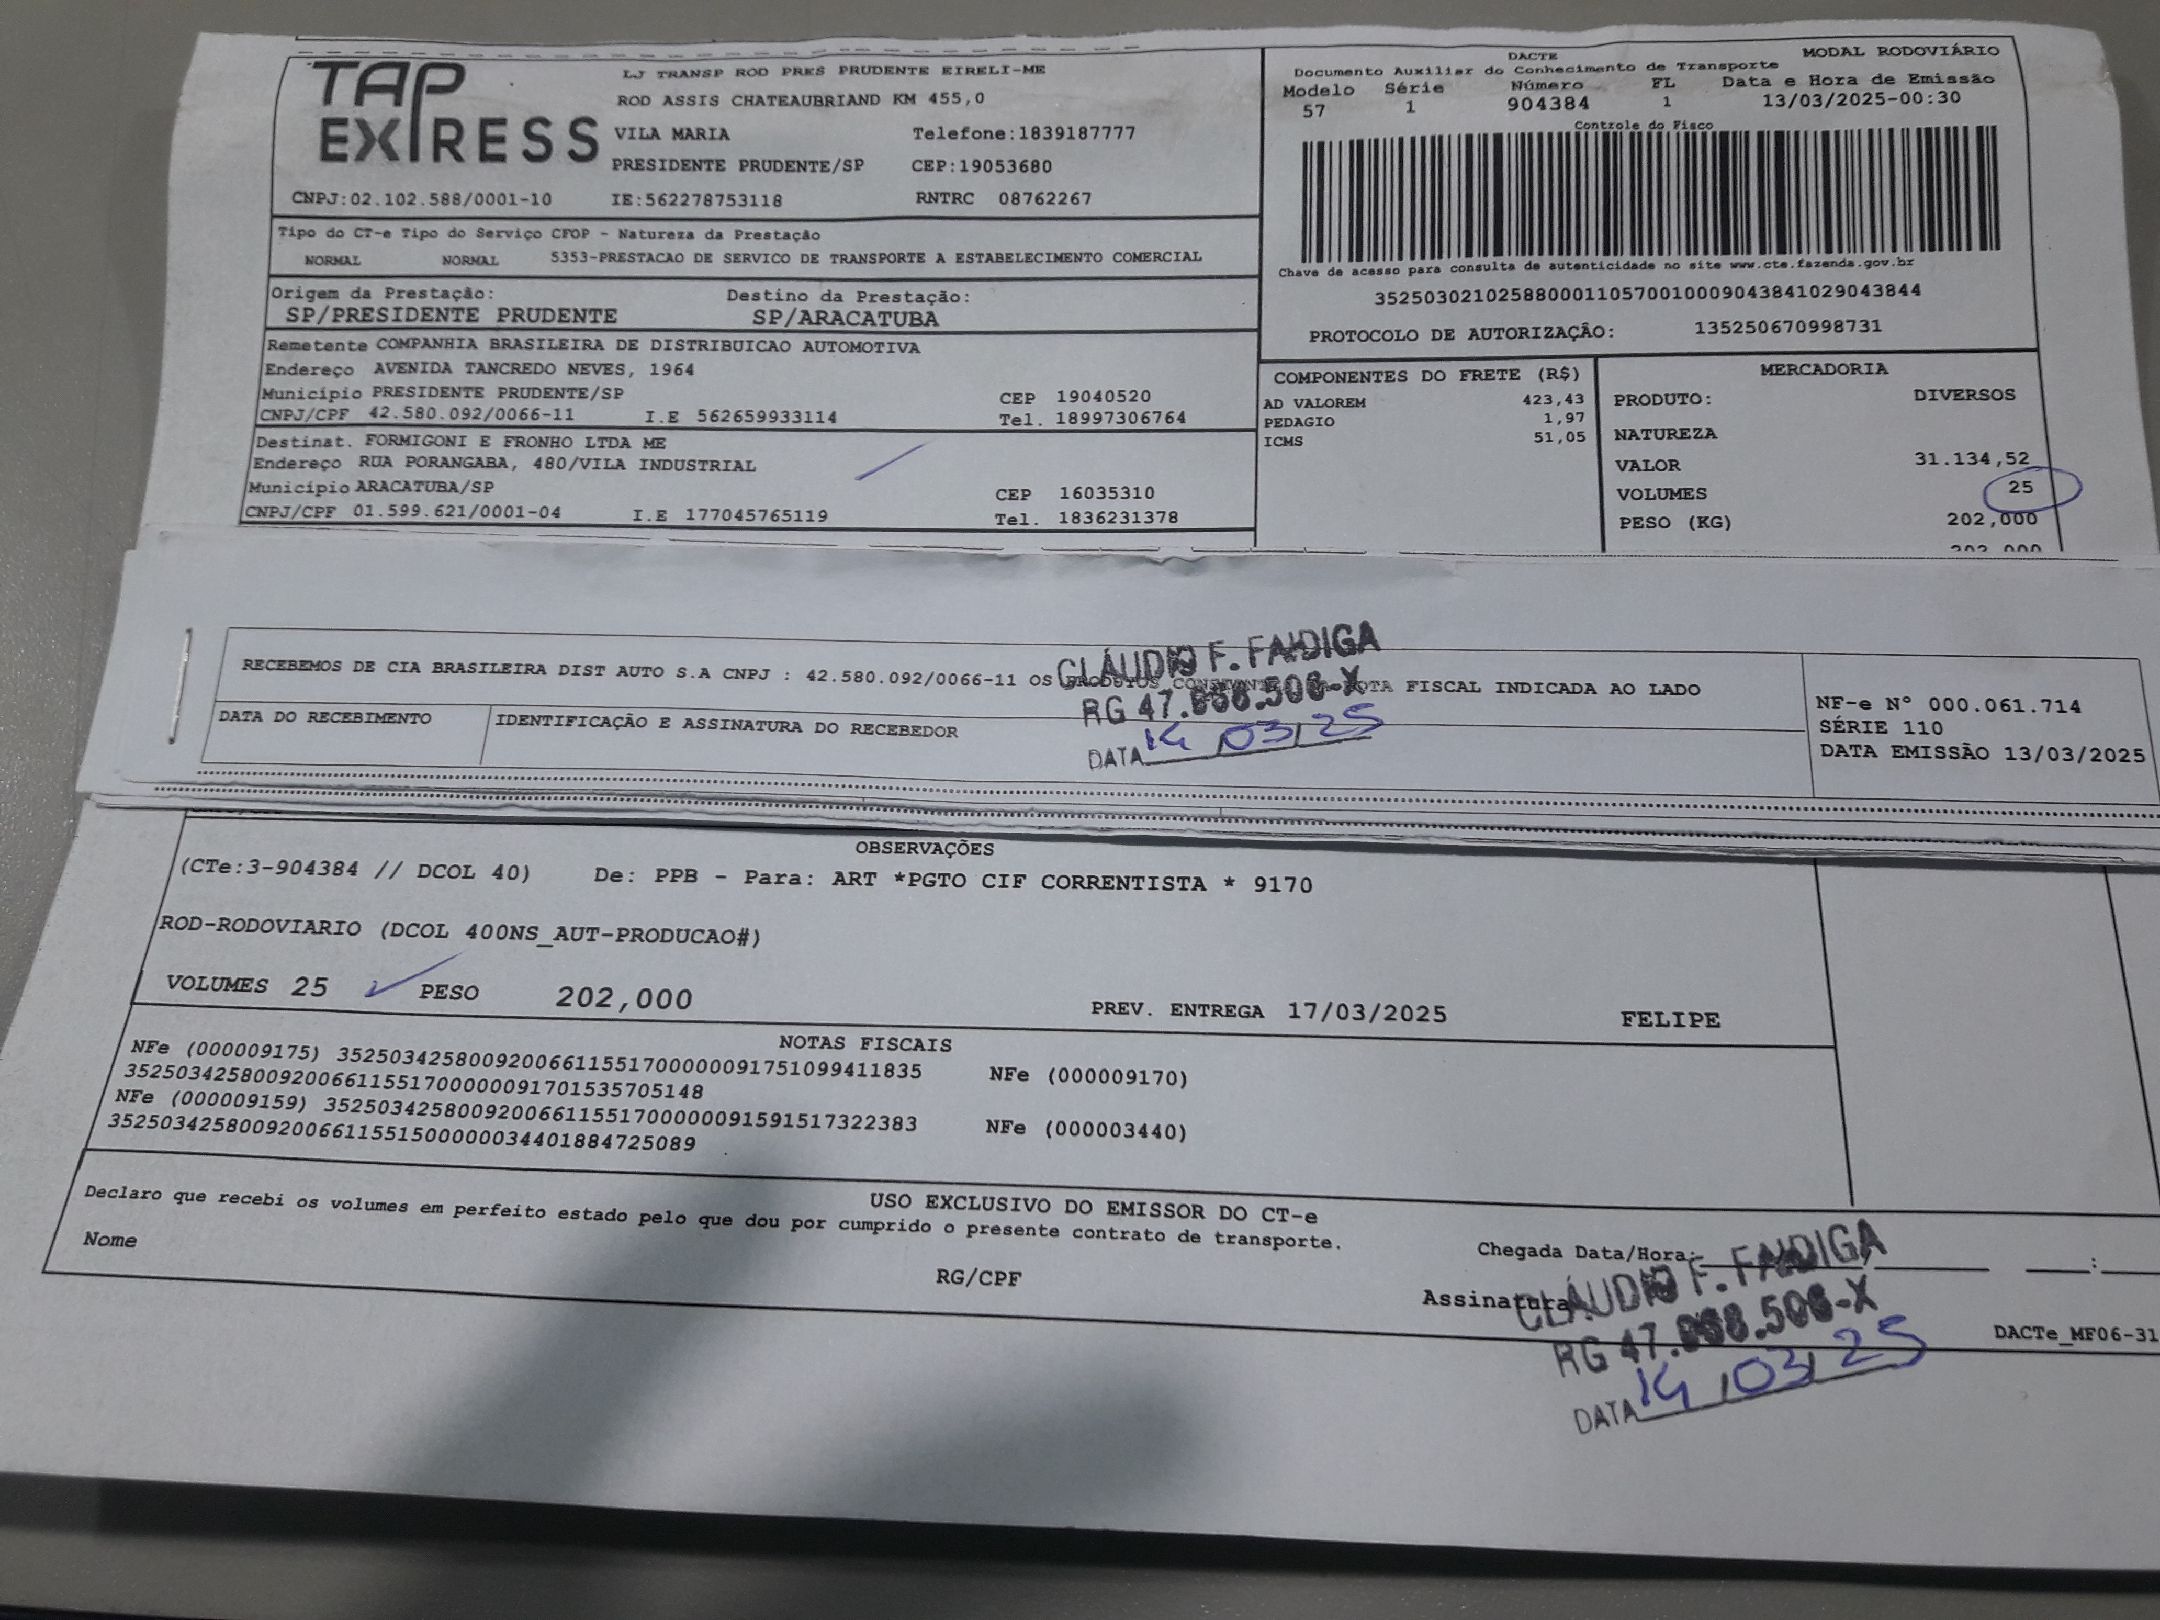 TAP EXPRESS
LJ TRANSP ROD PRES PRUDENTE EIRELI-ME
ROD ASSIS CHATEAUBRIAND KM 455,0
VILA MARIA Telefone:1839187777
PRESIDENTE PRUDENTE/SP CEP:19053680
CNPJ:02.102.588/0001-10 IE:562278753118 RNTRC 08762267
Tipo do CT-e Tipo do Serviço CFOP - Natureza da Prestação
NORMAL NORMAL 5353-PRESTACAO DE SERVICO DE TRANSPORTE A ESTABELECIMENTO COMERCIAL
Origem da Prestação: Destino da Prestação:
SP/PRESIDENTE PRUDENTE SP/ARACATUBA
Remetente COMPANHIA BRASILEIRA DE DISTRIBUICAO AUTOMOTIVA
Endereço AVENIDA TANCREDO NEVES, 1964
Município PRESIDENTE PRUDENTE/SP CEP 19040520
CNPJ/CPF 42.580.092/0066-11 I.E 562659933114 Tel. 18997306764
Destinat. FORMIGONI E FRONHO LTDA ME
Endereço RUA PORANGABA, 480/VILA INDUSTRIAL
Município ARACATUBA/SP CEP 16035310
CNPJ/CPF 01.599.621/0001-04 I.E 177045765119 Tel. 1836231378
DACTE MODAL RODOVIÁRIO
Documento Auxiliar do Conhecimento de Transporte
Modelo Série Número FL Data e Hora de Emissão
57 1 904384 1 13/03/2025-00:30
Controle do Fisco
Chave de acesso para consulta de autenticidade no site www.cte.fazenda.gov.br
35250302102588000110570010009043841029043844
PROTOCOLO DE AUTORIZAÇÃO: 135250670998731
COMPONENTES DO FRETE (R$)
AD VALOREM 423,43
PEDAGIO 1,97
ICMS 51,05
MERCADORIA
PRODUTO: DIVERSOS
NATUREZA
VALOR 31.134,52
VOLUMES 25
PESO (KG) 202,000
202,000
RECEBEMOS DE CIA BRASILEIRA DIST AUTO S.A CNPJ : 42.580.092/0066-11 OS PRODUTOS NOTA FISCAL INDICADA AO LADO
DATA DO RECEBIMENTO IDENTIFICAÇÃO E ASSINATURA DO RECEBEDOR
CLÁUDIO F. FAIDIGA
RG
DATA 14/03/25
NF-e N° 000.061.714
SÉRIE 110
DATA EMISSÃO 13/03/2025
OBSERVAÇÕES
(CTe:3-904384 // DCOL 40) De: PPB - Para: ART *PGTO CIF CORRENTISTA * 9170
ROD-RODOVIARIO (DCOL 400NS_AUT-PRODUCAO#)
VOLUMES 25 PESO 202,000 PREV. ENTREGA 17/03/2025 FELIPE
NOTAS FISCAIS
NFe (000009175) 35250342580092006611551700000091751099411835 NFe (000009170)
35250342580092006611551700000091701535705148
NFe (000009159) 35250342580092006611551700000091591517322383 NFe (000003440)
35250342580092006611551500000034401884725089
USO EXCLUSIVO DO EMISSOR DO CT-e
Declaro que recebi os volumes em perfeito estado pelo que dou por cumprido o presente contrato de transporte.
Nome RG/CPF
Chegada Data/Hora:
Assinatura
CLÁUDIO F. FAIDIGA
RG
DATA 14/03/25
DACTe_MF06-31